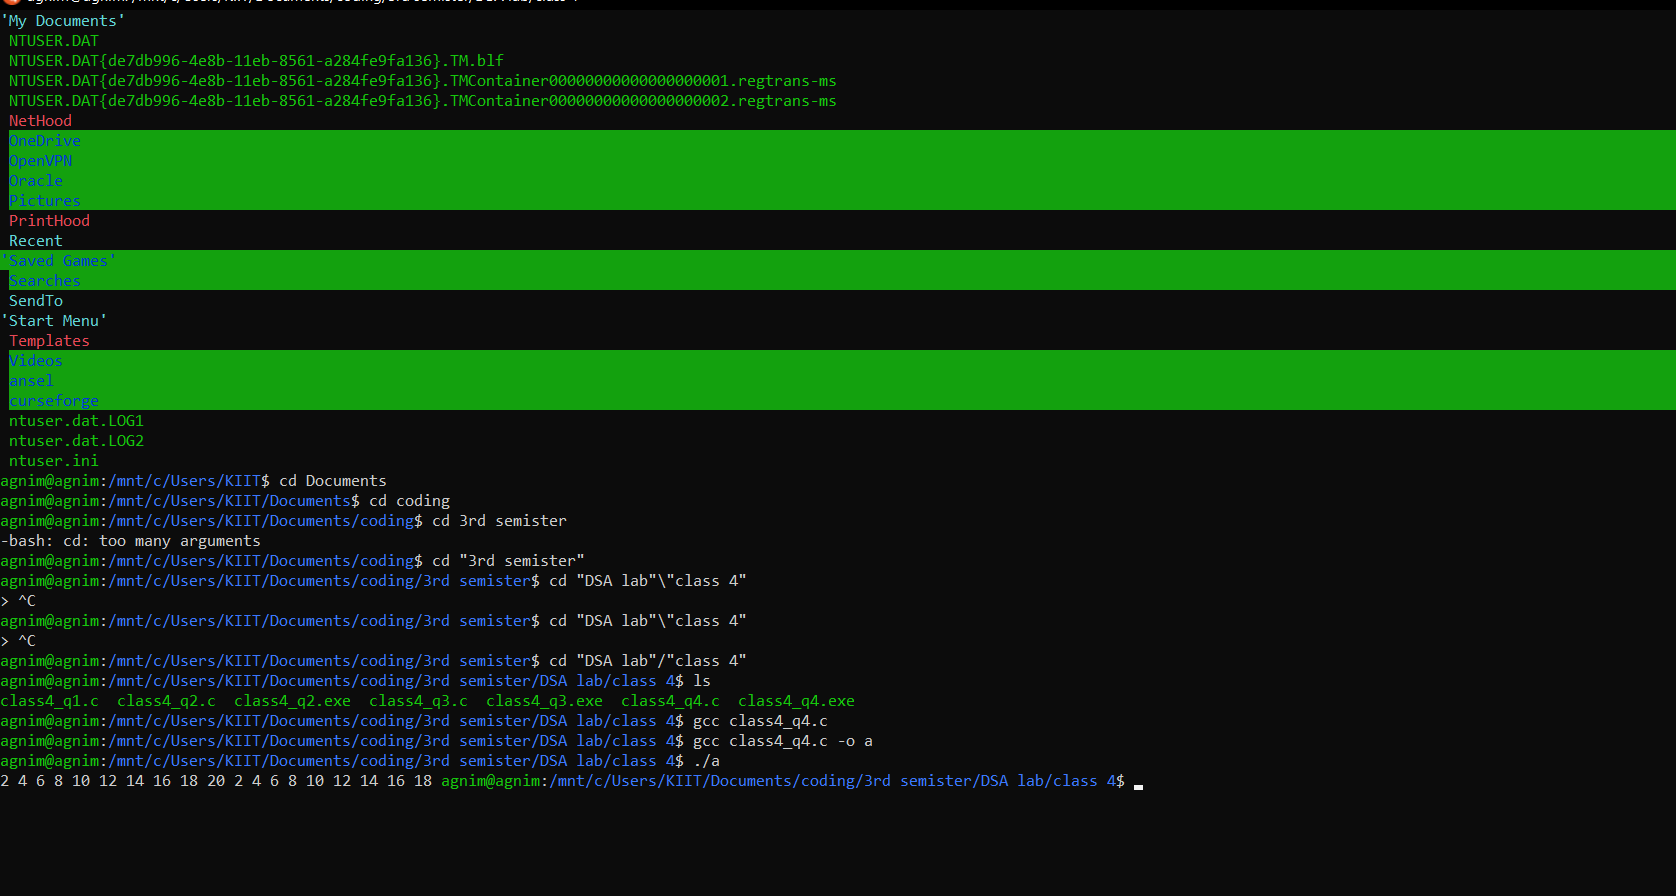 'My Documents'
NTUSER.DAT
NTUSER.DAT{de7db996-4e8b-11eb-8561-a284fe9fa136}.TM.blf
NTUSER.DAT{de7db996-4e8b-11eb-8561-a284fe9fa136}.TMContainer00000000000000000001.regtrans-ms
NTUSER.DAT{de7db996-4e8b-11eb-8561-a284fe9fa136}.TMContainer00000000000000000002.regtrans-ms
NetHood
OneDrive
OpenVPN
Oracle
Pictures
PrintHood
Recent
'Saved Games'
Searches
SendTo
'Start Menu'
Templates
Videos
ansel
curseforge
ntuser.dat.LOG1
ntuser.dat.LOG2
ntuser.ini
agnim@agnim:/mnt/c/Users/KIIT$ cd Documents
agnim@agnim:/mnt/c/Users/KIIT/Documents$ cd coding
agnim@agnim:/mnt/c/Users/KIIT/Documents/coding$ cd 3rd semister
-bash: cd: too many arguments
agnim@agnim:/mnt/c/Users/KIIT/Documents/coding$ cd "3rd semister"
agnim@agnim:/mnt/c/Users/KIIT/Documents/coding/3rd semister$ cd "DSA lab"\"class 4"
> ^C
agnim@agnim:/mnt/c/Users/KIIT/Documents/coding/3rd semister$ cd "DSA lab"\"class 4"
> ^C
agnim@agnim:/mnt/c/Users/KIIT/Documents/coding/3rd semister$ cd "DSA lab"/"class 4"
agnim@agnim:/mnt/c/Users/KIIT/Documents/coding/3rd semister/DSA lab/class 4$ ls
class4_q1.c  class4_q2.c  class4_q2.exe  class4_q3.c  class4_q3.exe  class4_q4.c  class4_q4.exe
agnim@agnim:/mnt/c/Users/KIIT/Documents/coding/3rd semister/DSA lab/class 4$ gcc class4_q4.c
agnim@agnim:/mnt/c/Users/KIIT/Documents/coding/3rd semister/DSA lab/class 4$ gcc class4_q4.c -o a
agnim@agnim:/mnt/c/Users/KIIT/Documents/coding/3rd semister/DSA lab/class 4$ ./a
2 4 6 8 10 12 14 16 18 20 2 4 6 8 10 12 14 16 18 agnim@agnim:/mnt/c/Users/KIIT/Documents/coding/3rd semister/DSA lab/class 4$